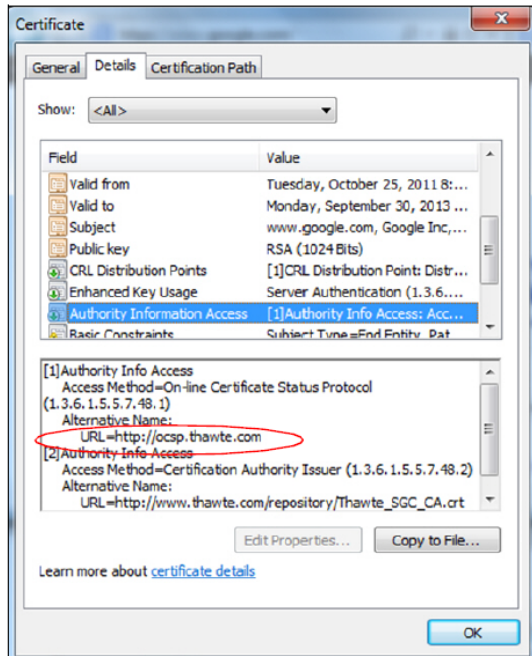 Certificate
General Details Certification Path
Show: <All>
Field Value
Valid from Tuesday, October 25, 2011 8:...
Valid to Monday, September 30, 2013 ...
Subject www.google.com, Google Inc,...
Public key RSA (1024 Bits)
CRL Distribution Points [1]CRL Distribution Point: Distr...
Enhanced Key Usage Server Authentication (1.3.6....
Authority Information Access [1]Authority Info Access: Acc...
Basic Constraints Subject Type=End Entity, Pat...
[1]Authority Info Access
Access Method=On-line Certificate Status Protocol
(1.3.6.1.5.5.7.48.1)
Alternative Name:
URL=http://ocsp.thawte.com
[2]Authority Info Access
Access Method=Certification Authority Issuer (1.3.6.1.5.5.7.48.2)
Alternative Name:
URL=http://www.thawte.com/repository/Thawte_SGC_CA.crt
Edit Properties... Copy to File...
Learn more about certificate details
OK